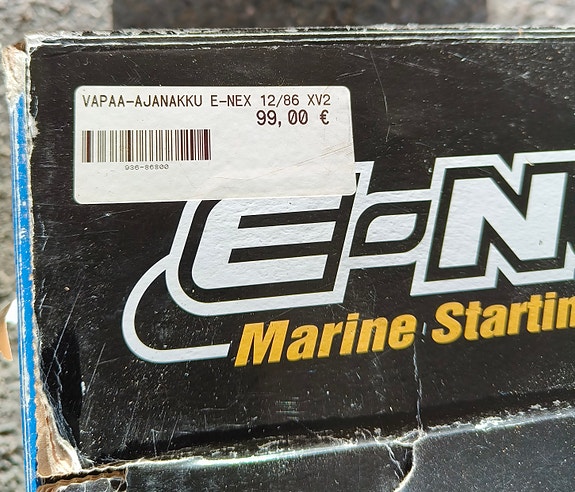 VAPAA-AJANAKKU E-NEX 12/86 XV2
99,00 €
936-86800
E-N
Marine Startin